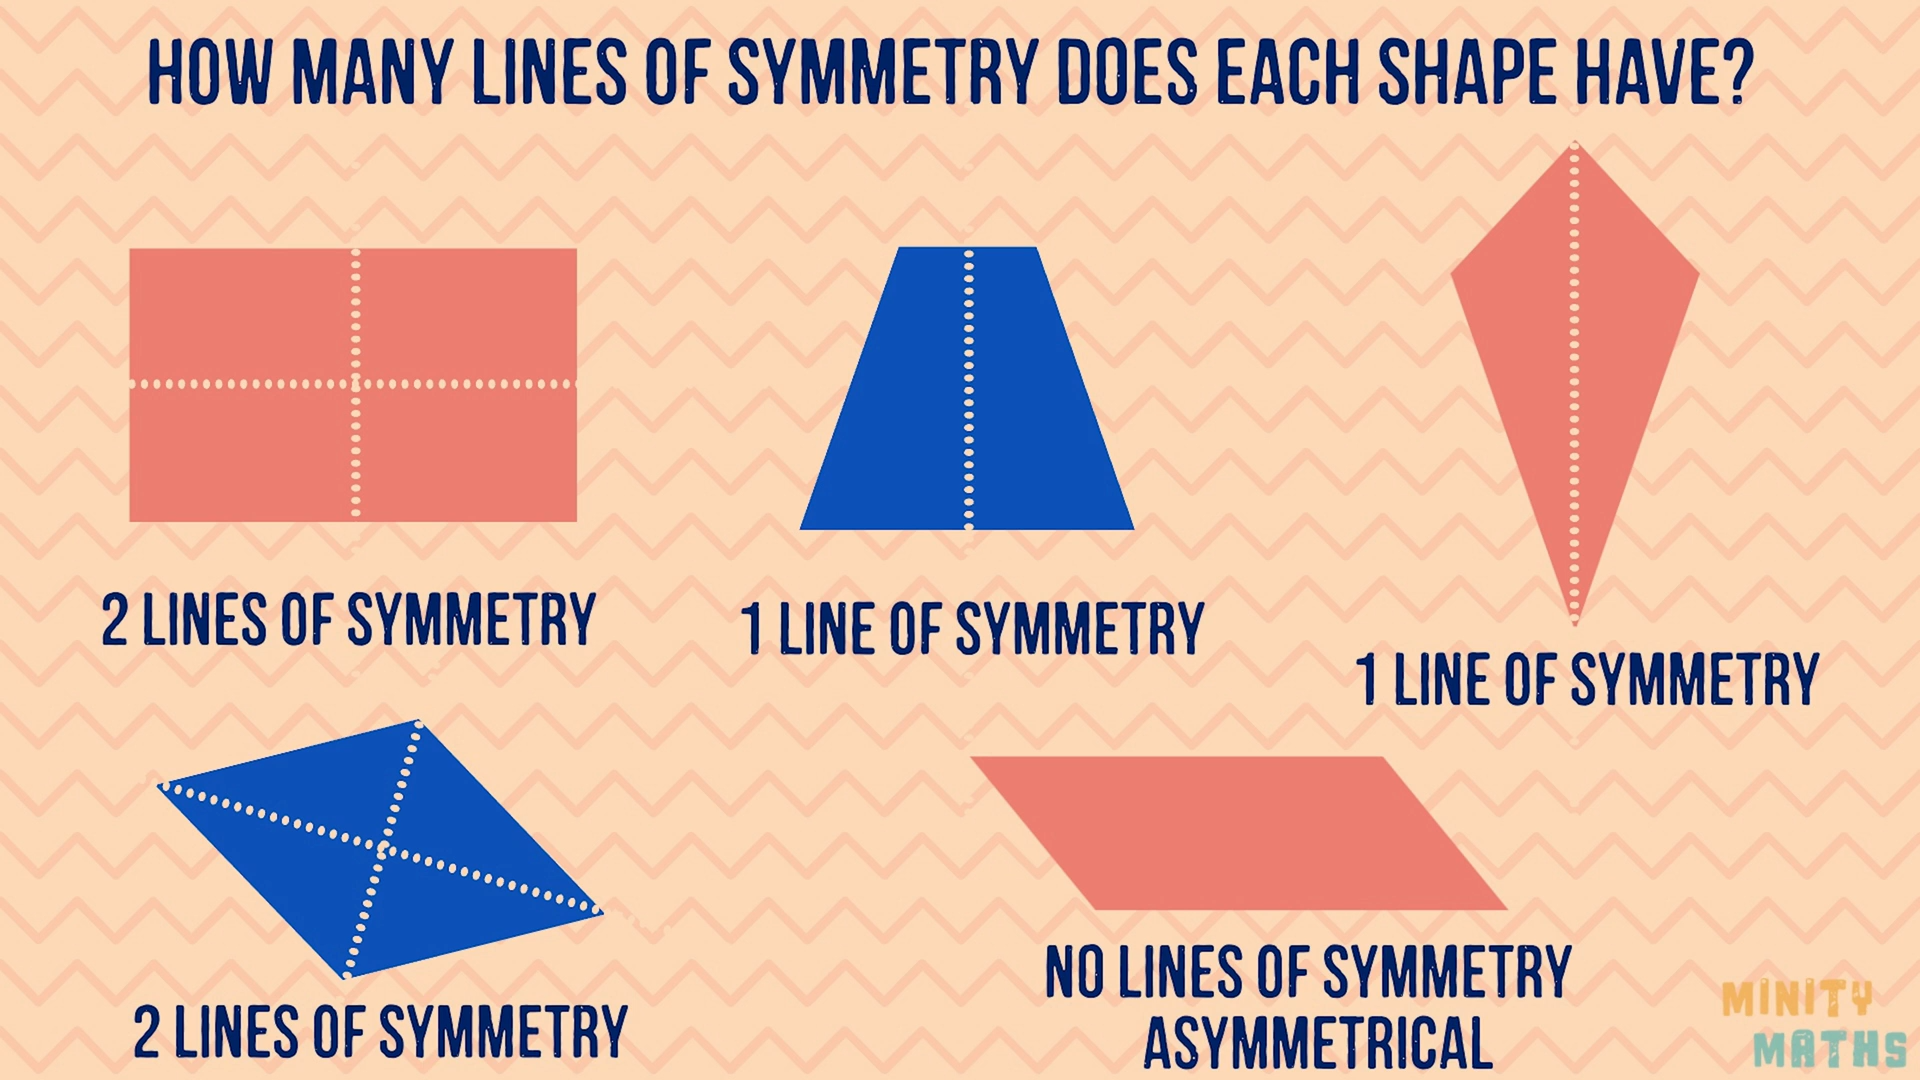 HOW MANY LINES OF SYMMETRY DOES EACH SHAPE HAVE?
2 LINES OF SYMMETRY
1 LINE OF SYMMETRY
1 LINE OF SYMMETRY
2 LINES OF SYMMETRY
NO LINES OF SYMMETRY
ASYMMETRICAL
MINITY
MATHS